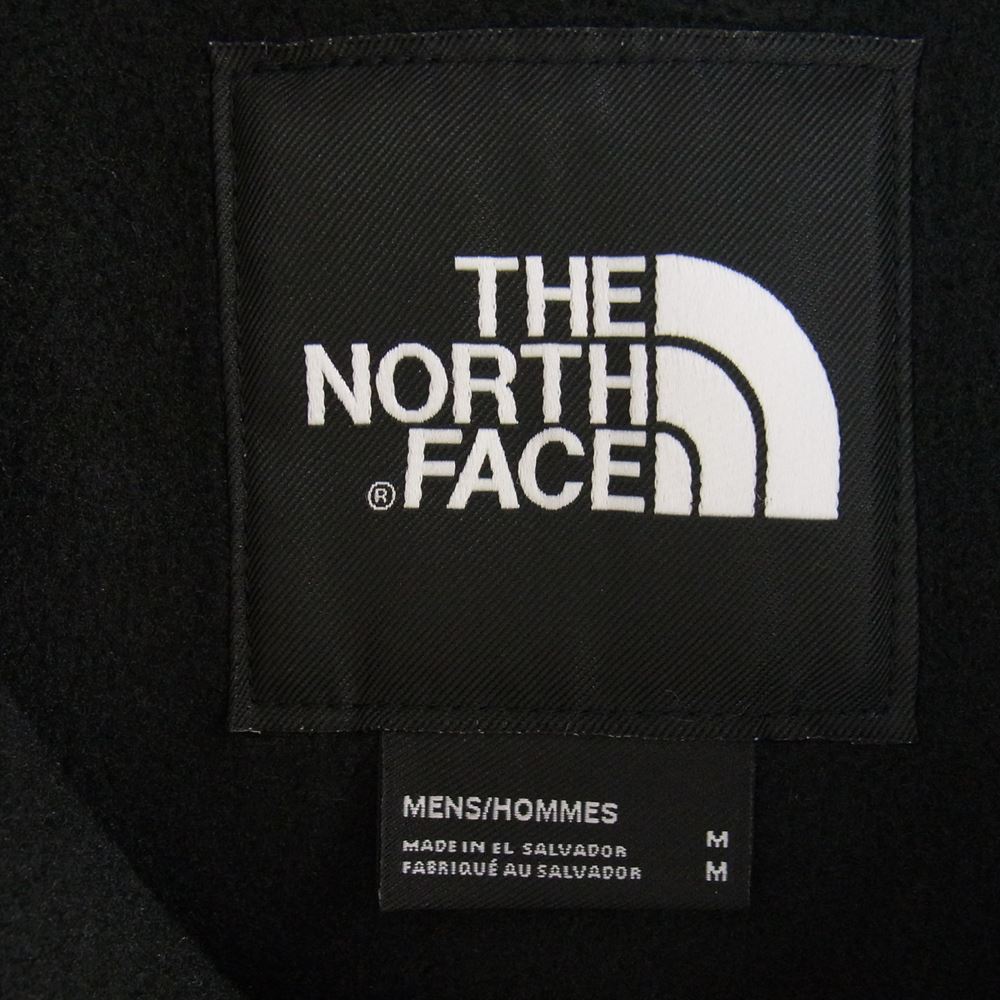 THE
NORTH
® FACE
MENS/HOMMES
MADE IN EL SALVADOR M
FABRIQUÉ AU SALVADOR M